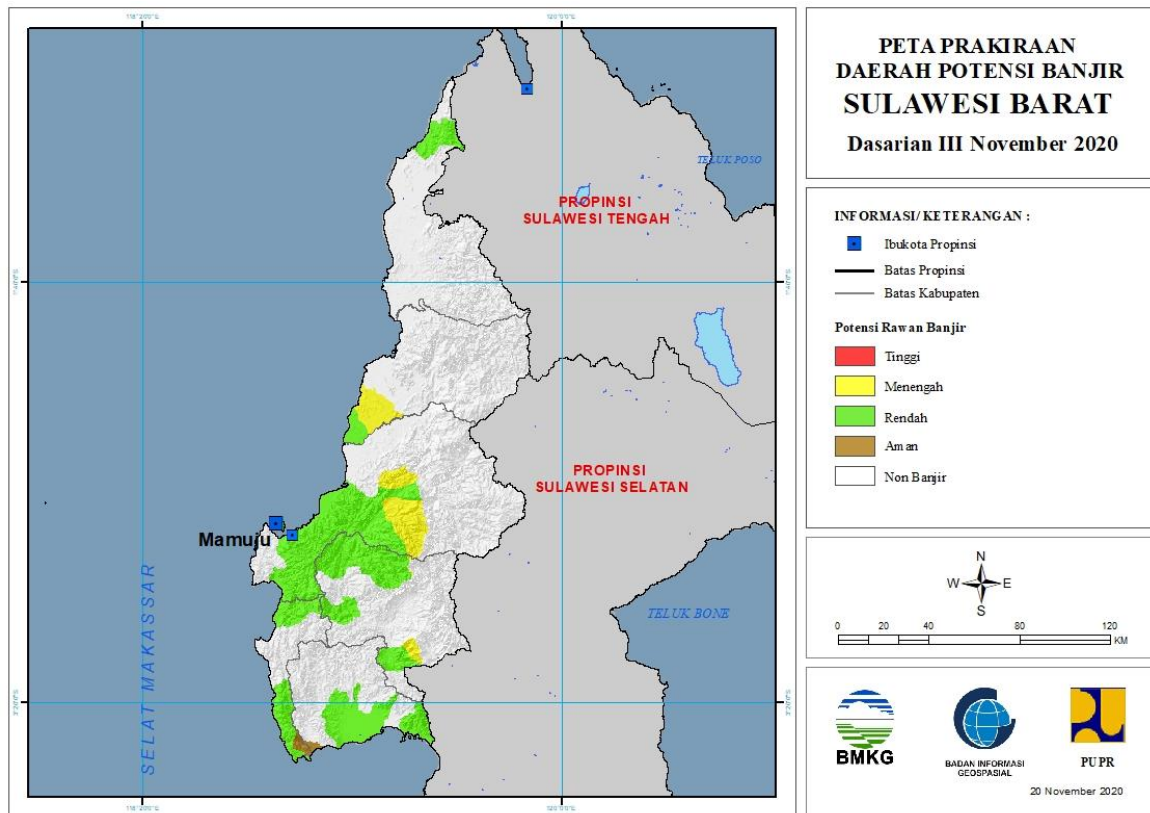 PETA PRAKIRAAN
DAERAH POTENSI BANJIR
SULAWESI BARAT
Dasarian III November 2020
INFORMASI/ KETERANGAN :
Ibukota Propinsi
Batas Propinsi
Batas Kabupaten
Potensi Rawan Banjir
Tinggi
Menengah
Rendah
Aman
Non Banjir
N
W E
S
0 20 40 80 120
KM
BMKG
BADAN INFORMASI
GEOSPASIAL
PUPR
20 November 2020
TELUK POSO
PROPINSI
SULAWESI TENGAH
PROPINSI
SULAWESI SELATAN
Mamuju
TELUK BONE
SELAT MAKASSAR